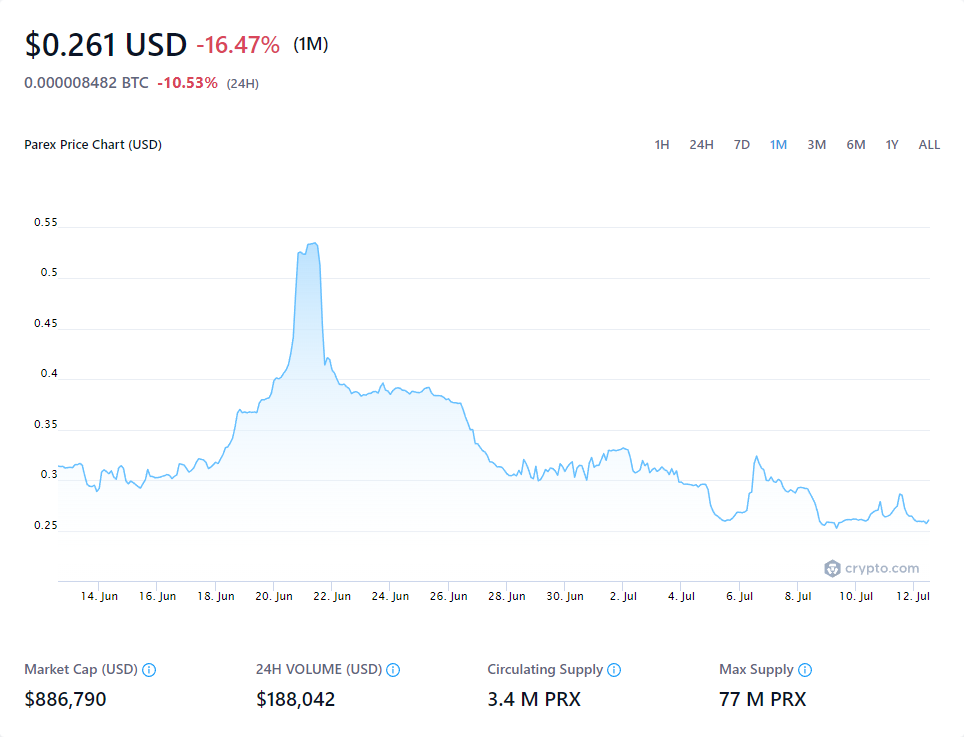 $0.261 USD -16.47% (1M)
0.000008482 BTC -10.53% (24H)
Parex Price Chart (USD) 1H 24H 7D 1M 3M 6M 1Y ALL
0.55
0.5
0.45
0.4
0.35
0.3
0.25
crypto.com
14. Jun 16. Jun 18. Jun 20. Jun 22. Jun 24. Jun 26. Jun 28. Jun 30. Jun 2. Jul 4. Jul 6. Jul 8. Jul 10. Jul 12. Jul
Market Cap (USD) 24H VOLUME (USD) Circulating Supply Max Supply
$886,790 $188,042 3.4 M PRX 77 M PRX